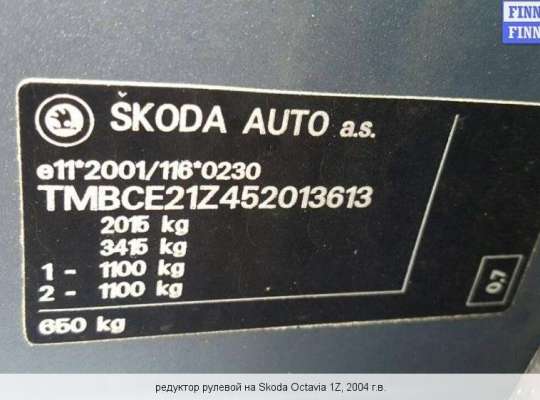 FINN
FINN
ŠKODA AUTO a.s.
e11*2001/116*0230
TMBCE21Z452013613
2015 kg
3415 kg
1 - 1100 kg
2 - 1100 kg
0,7
650 kg
редуктор рулевой на Skoda Octavia 1Z, 2004 г.в.